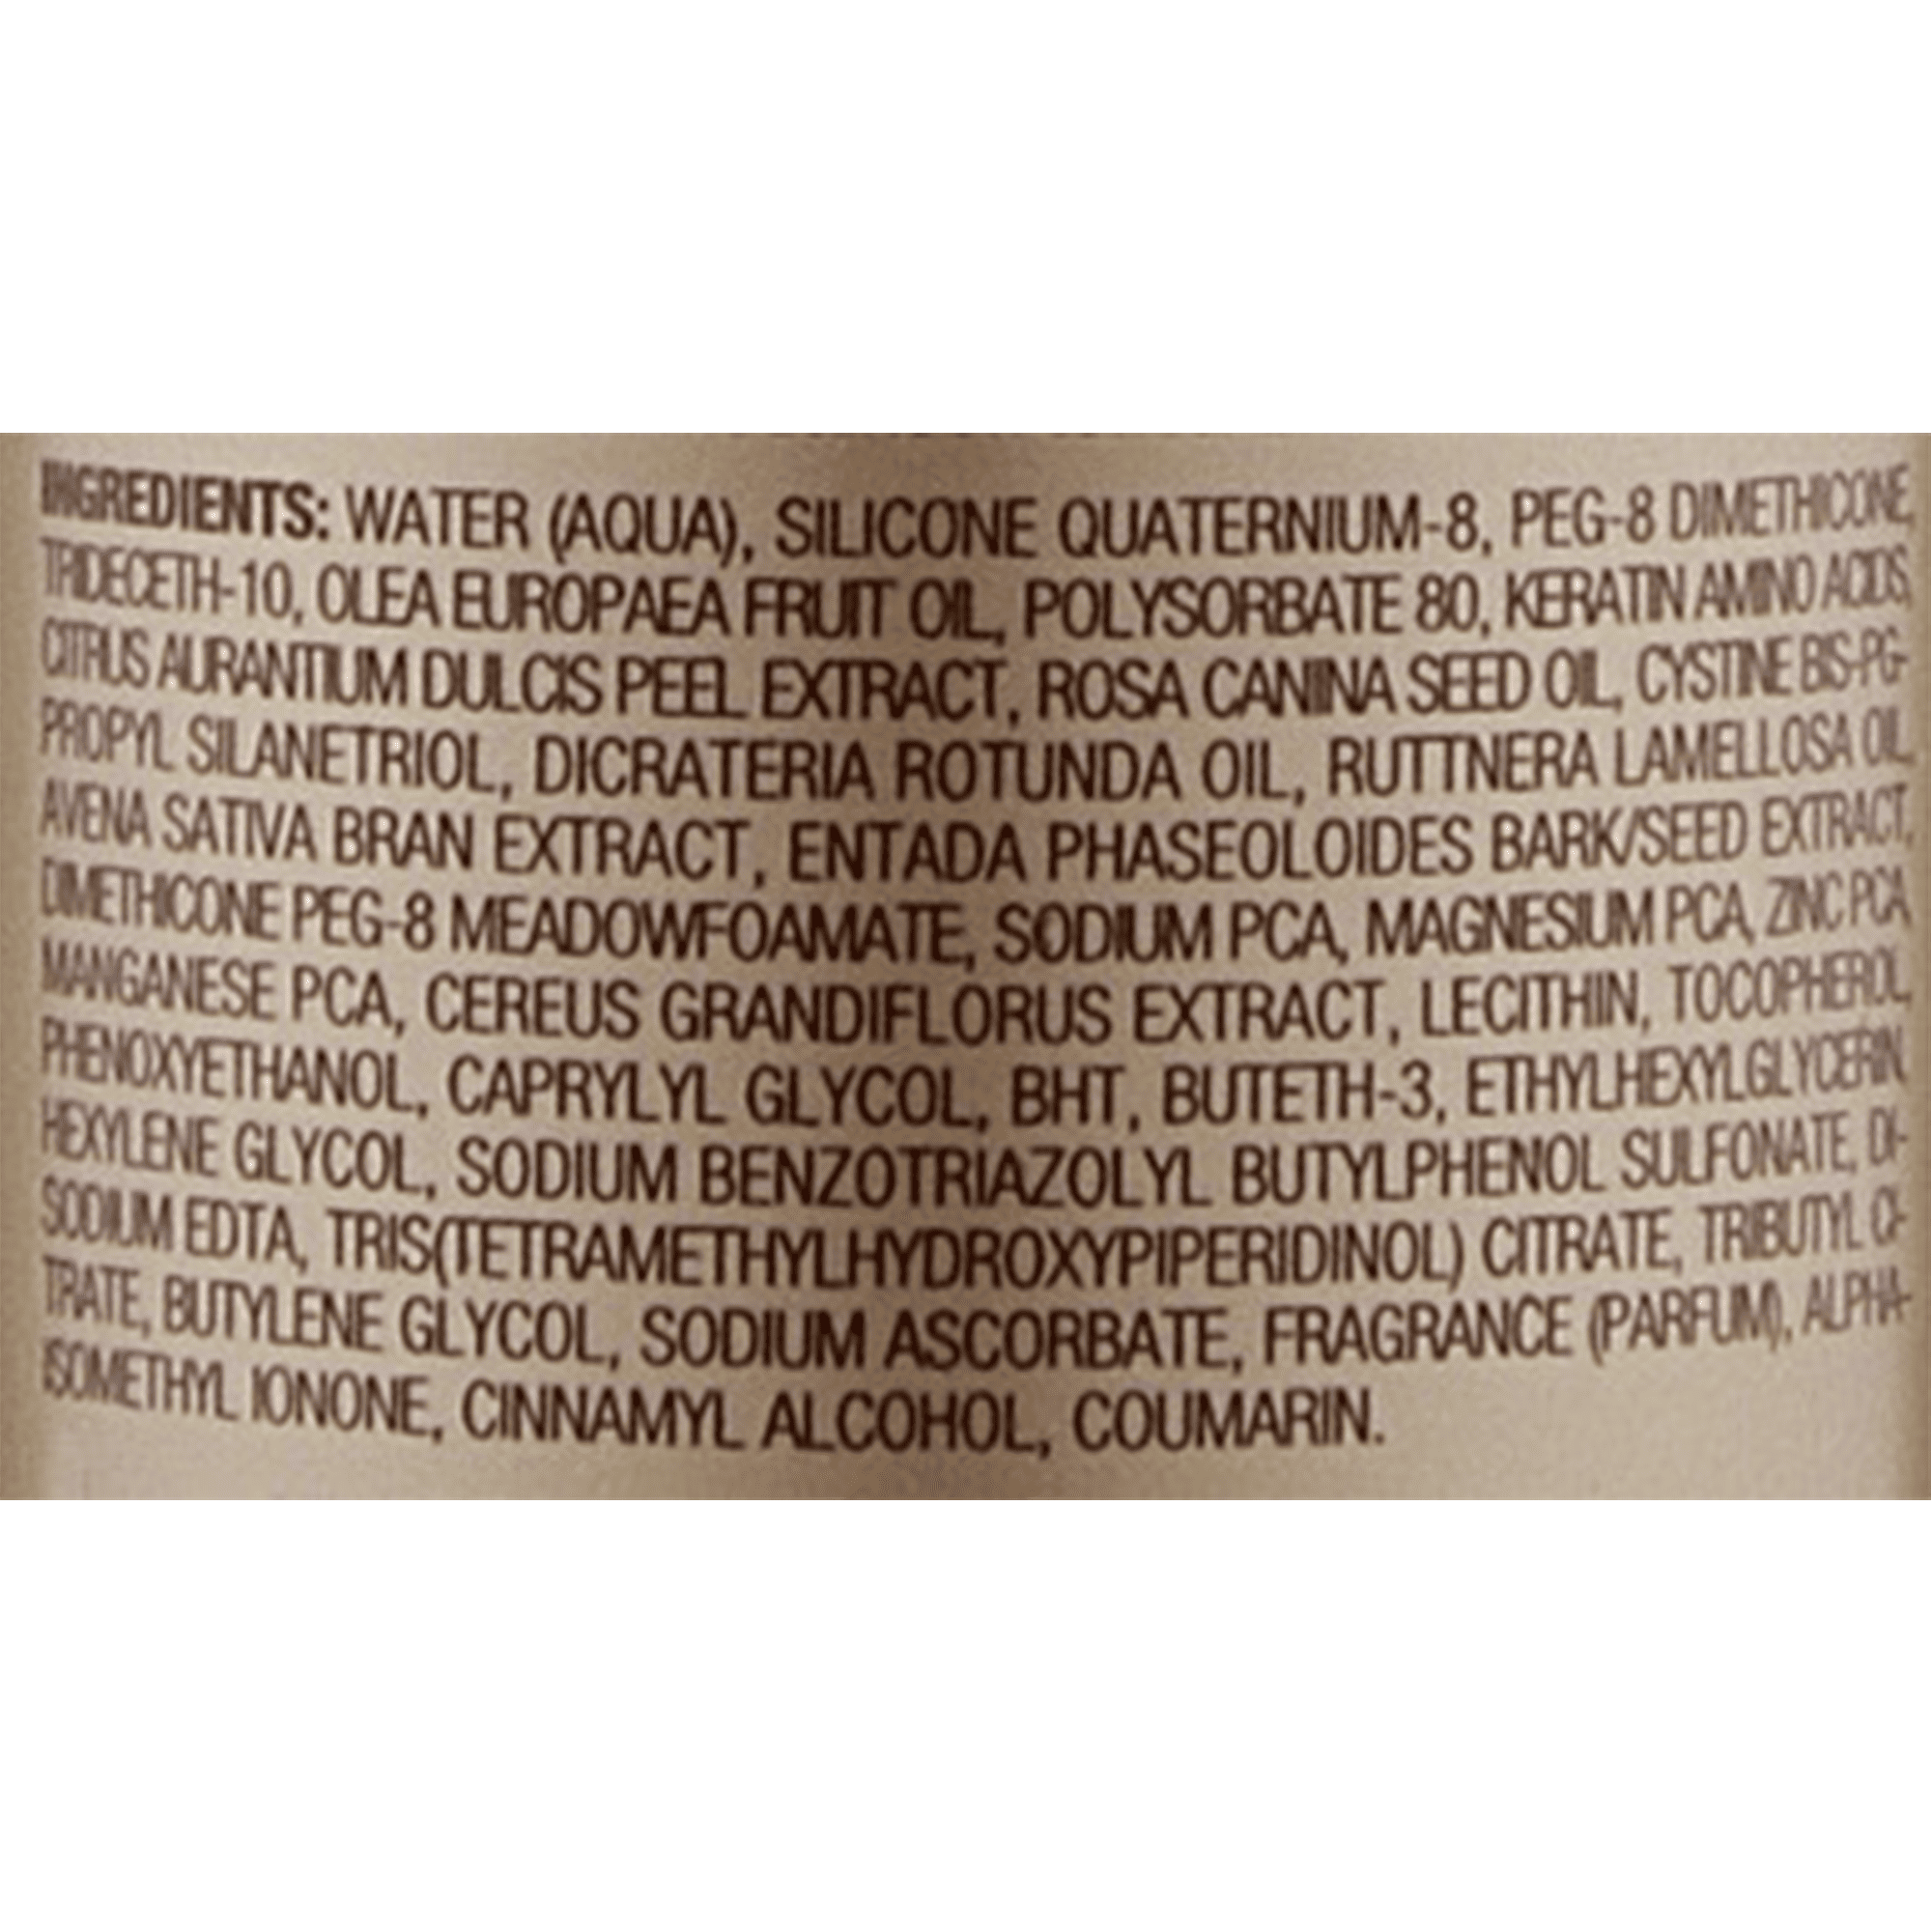 INGREDIENTS: WATER (AQUA), SILICONE QUATERNIUM-8, PEG-8 DIMETHICONE,
TRIDECETH-10, OLEA EUROPAEA FRUIT OIL, POLYSORBATE 80, KERATIN AMINO ACIDS,
CITRUS AURANTIUM DULCIS PEEL EXTRACT, ROSA CANINA SEED OIL, CYSTINE BIS-PG-
PROPYL SILANETRIOL, DICRATERIA ROTUNDA OIL, RUTTNERA LAMELLOSA OIL,
AVENA SATIVA BRAN EXTRACT, ENTADA PHASEOLOIDES BARK/SEED EXTRACT,
DIMETHICONE PEG-8 MEADOWFOAMATE, SODIUM PCA, MAGNESIUM PCA, ZINC PCA,
MANGANESE PCA, CEREUS GRANDIFLORUS EXTRACT, LECITHIN, TOCOPHEROL,
PHENOXYETHANOL, CAPRYLYL GLYCOL, BHT, BUTETH-3, ETHYLHEXYLGLYCERIN,
HEXYLENE GLYCOL, SODIUM BENZOTRIAZOLYL BUTYLPHENOL SULFONATE, DI-
SODIUM EDTA, TRIS(TETRAMETHYLHYDROXYPIPERIDINOL) CITRATE, TRIBUTYL CI-
TRATE, BUTYLENE GLYCOL, SODIUM ASCORBATE, FRAGRANCE (PARFUM), ALPHA-
ISOMETHYL IONONE, CINNAMYL ALCOHOL, COUMARIN.